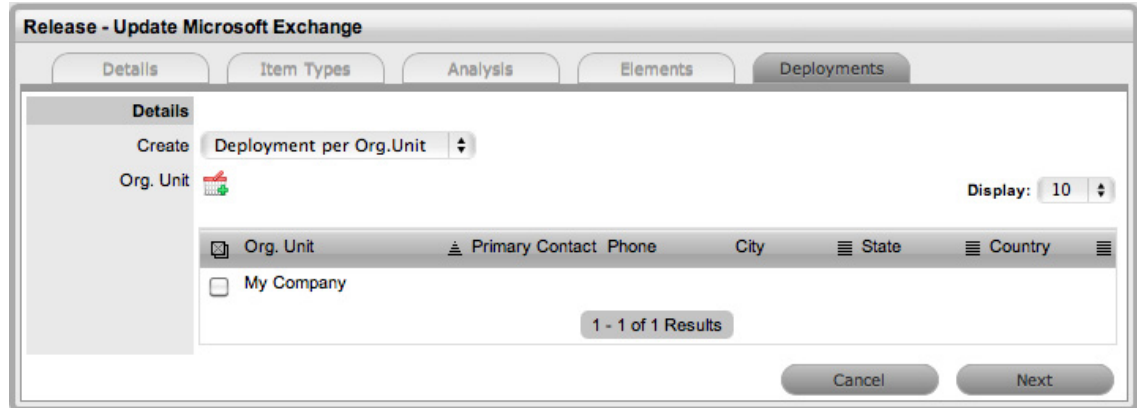 Release - Update Microsoft Exchange
Details Item Types Analysis Elements Deployments
Details
Create Deployment per Org.Unit
Org. Unit
Display: 10
Org. Unit Primary Contact Phone City State Country
My Company
1 - 1 of 1 Results
Cancel Next